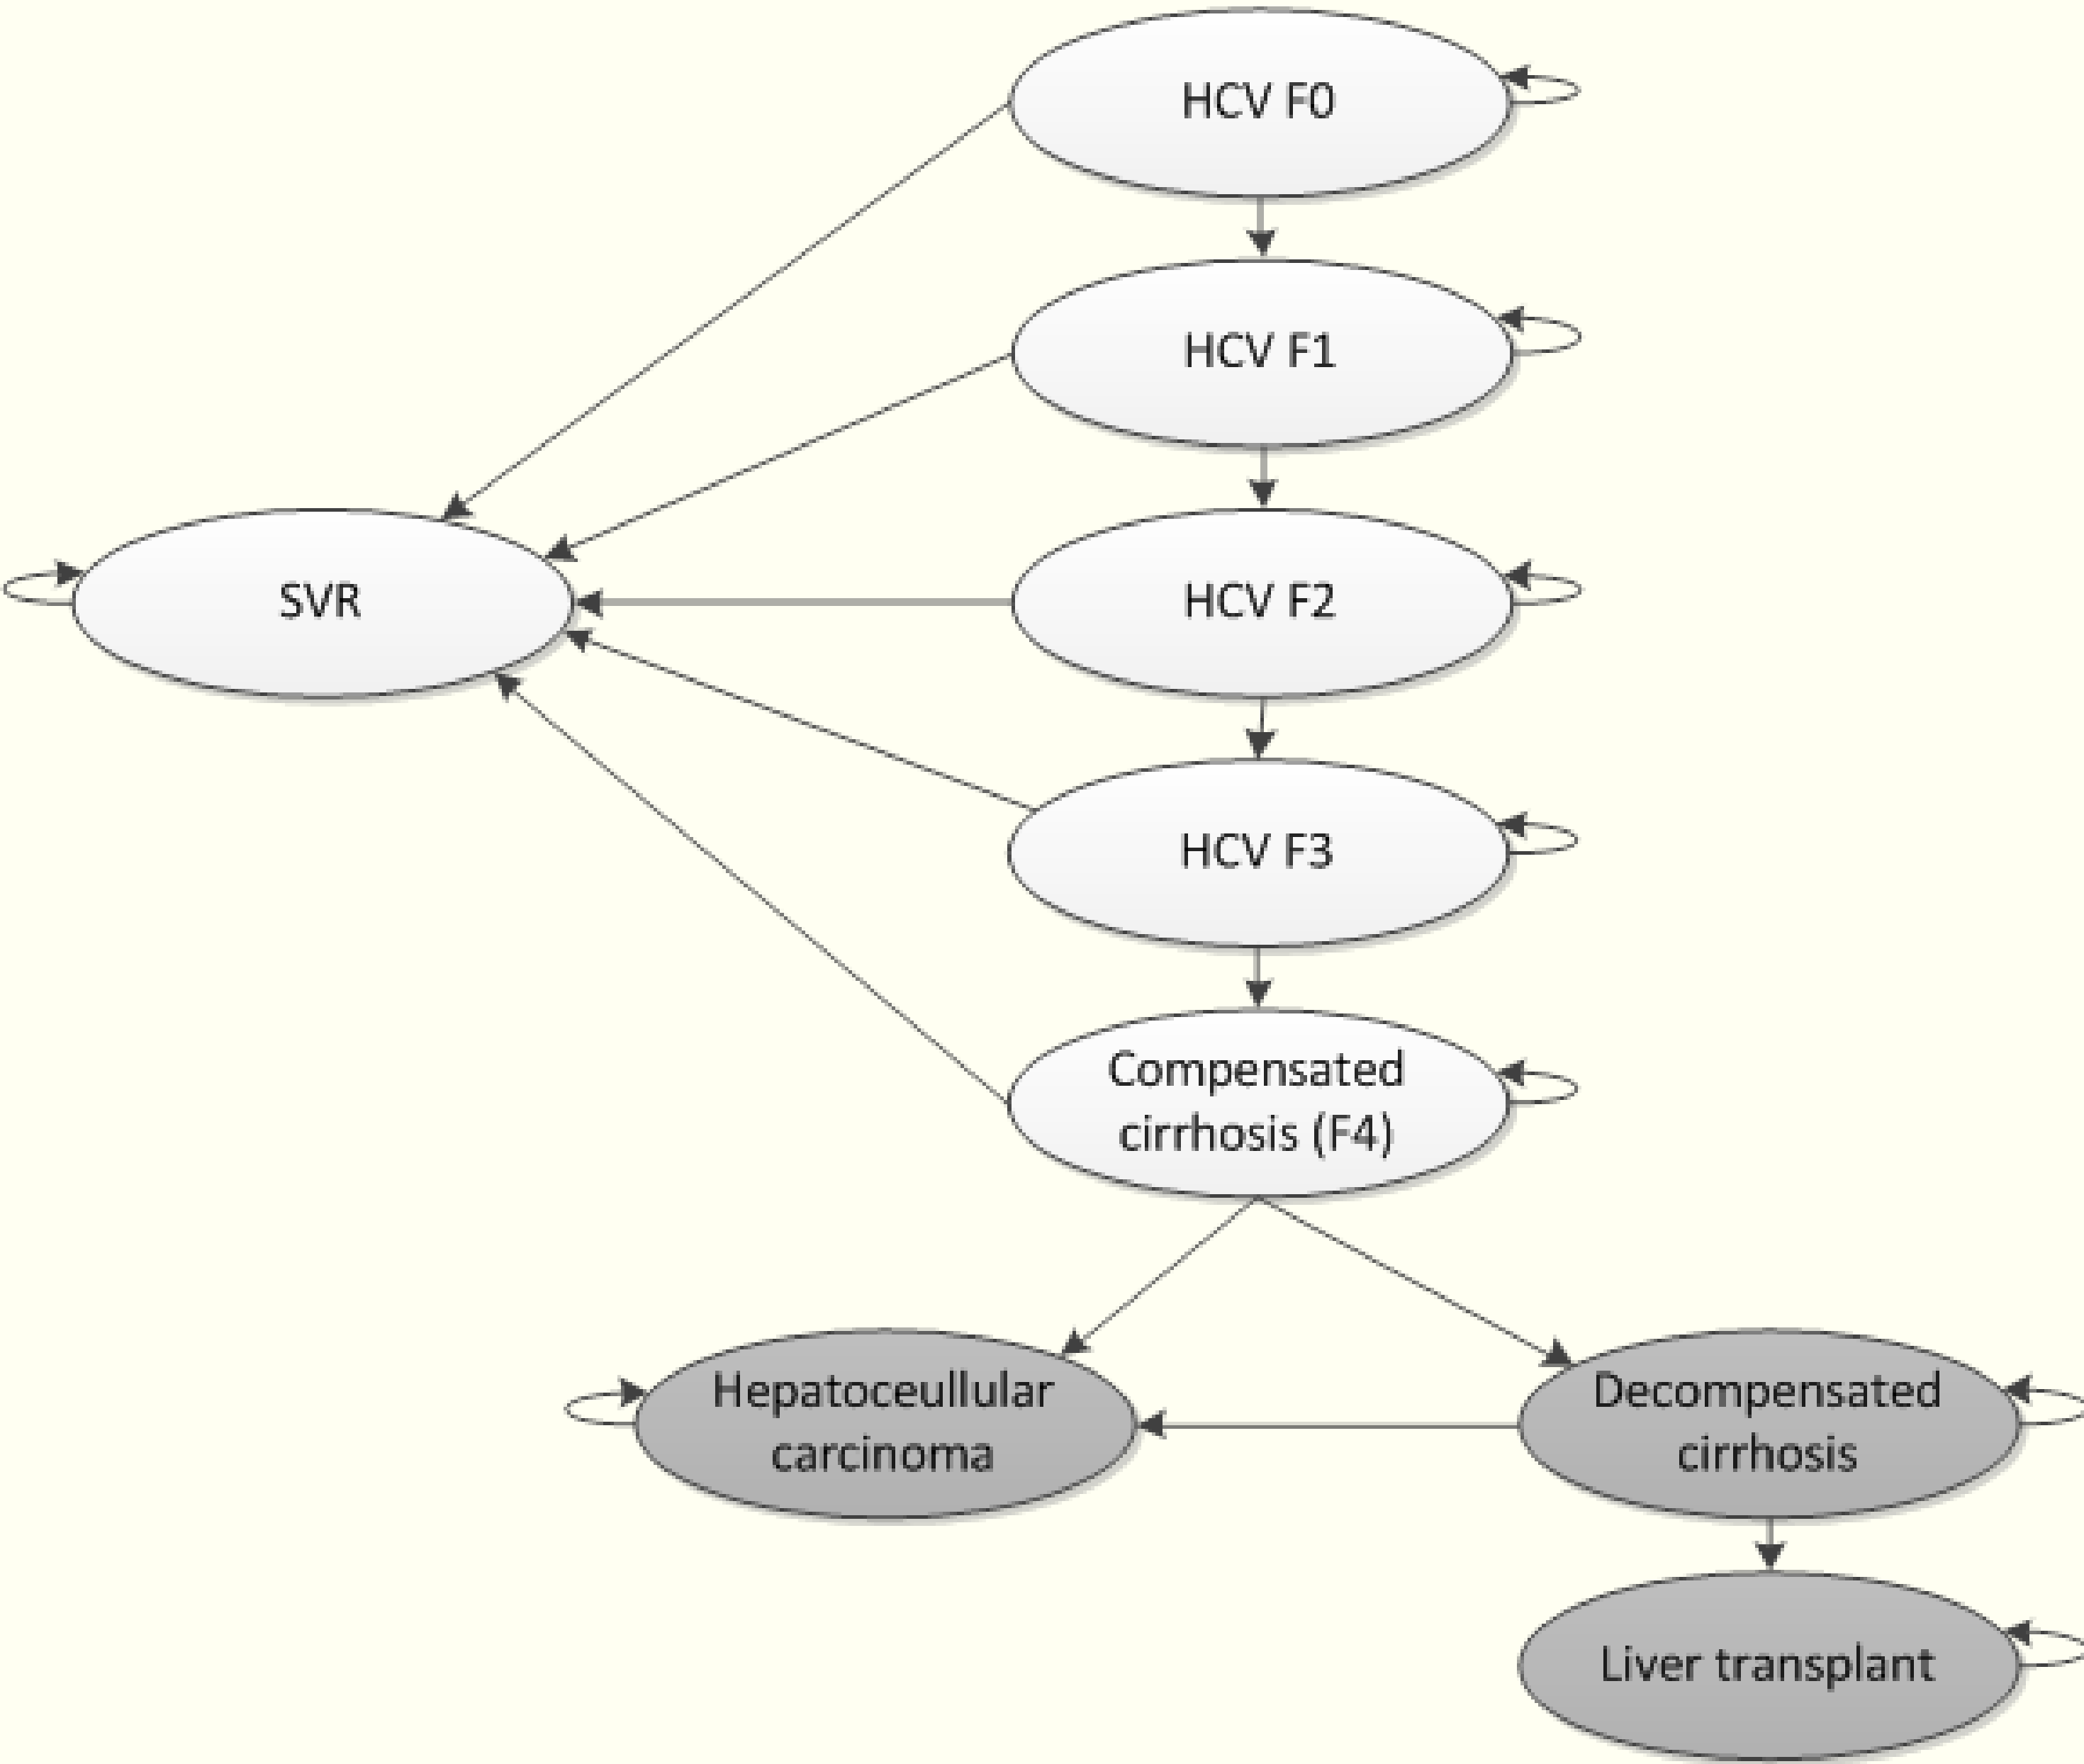 HCV F0
HCV F1
SVR
HCV F2
HCV F3
Compensated
cirrhosis (F4)
Hepatoceullular
carcinoma
Decompensated
cirrhosis
Liver transplant